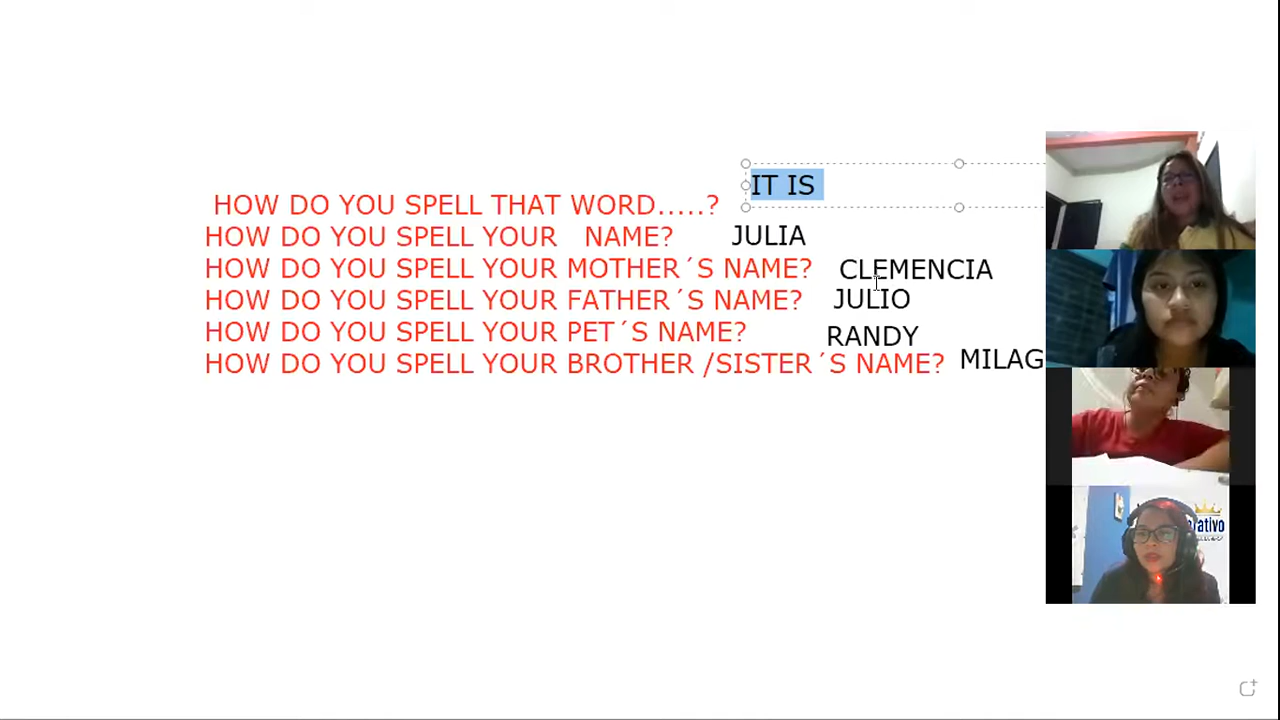 IT IS
HOW DO YOU SPELL THAT WORD.....?
HOW DO YOU SPELL YOUR NAME? JULIA
HOW DO YOU SPELL YOUR MOTHER´S NAME? CLEMENCIA
HOW DO YOU SPELL YOUR FATHER´S NAME? JULIO
HOW DO YOU SPELL YOUR PET´S NAME? RANDY
HOW DO YOU SPELL YOUR BROTHER /SISTER´S NAME? MILAG